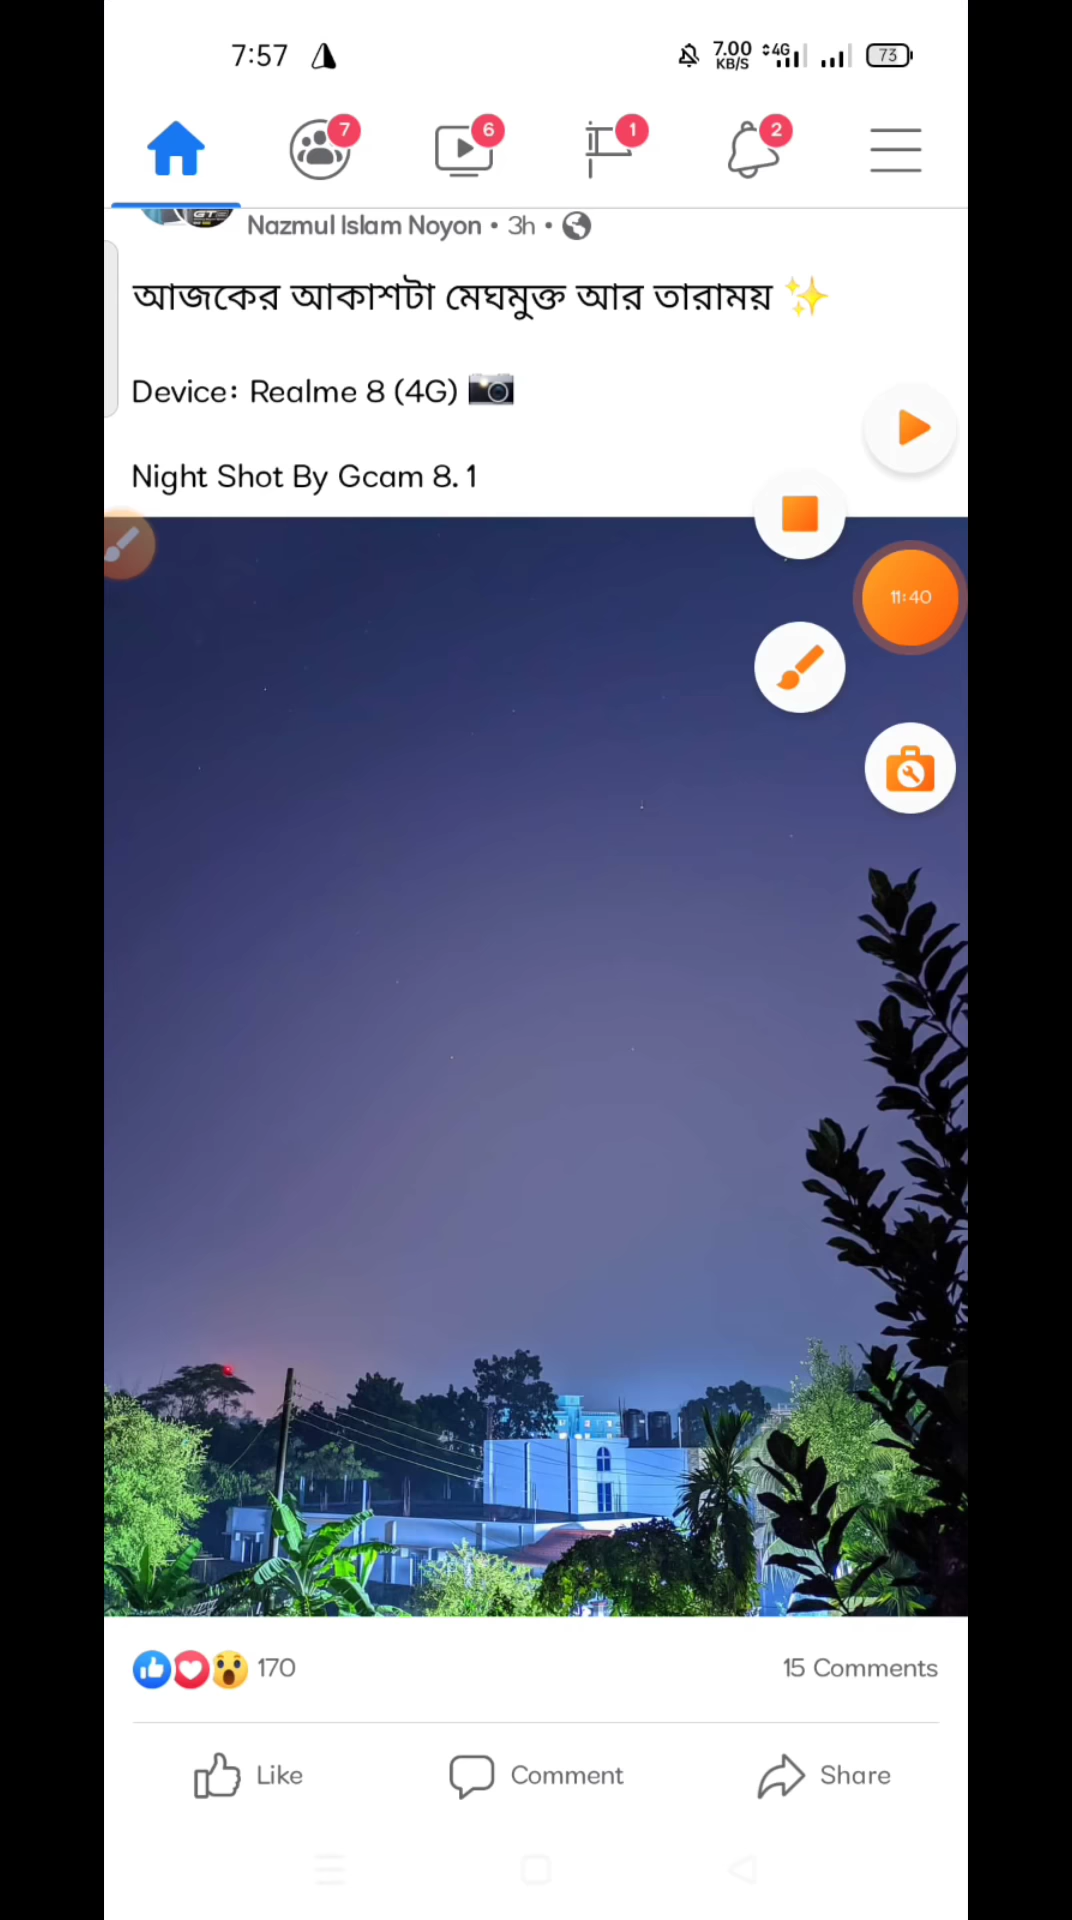 7:57 7.00 KB/S 4G 73
7 6 1 2
GT
Nazmul Islam Noyon • 3h •
আজকের আকাশটা মেঘমুক্ত আর তারাময় ✨
Device: Realme 8 (4G) 📷
Night Shot By Gcam 8.1
11:40
170 15 Comments
Like Comment Share